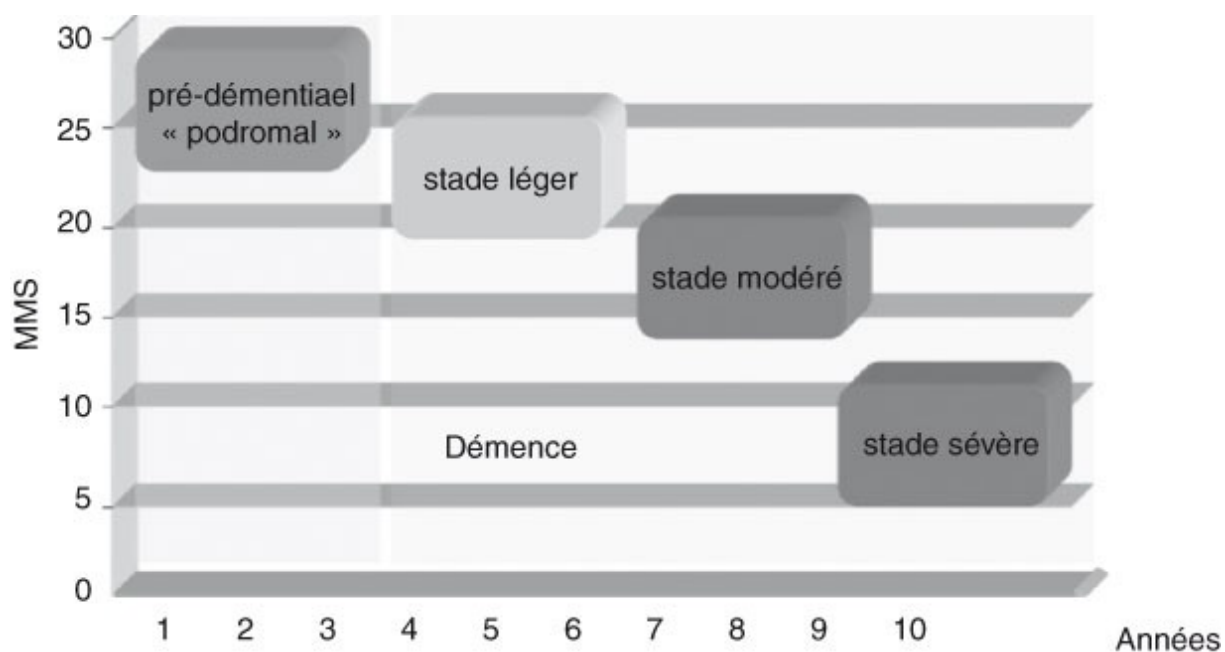 30
pré-démentiael
« podromal »
25
stade léger
20
stade modéré
MMS
15
10
Démence
stade sévère
5
0
1 2 3 4 5 6 7 8 9 10
Années